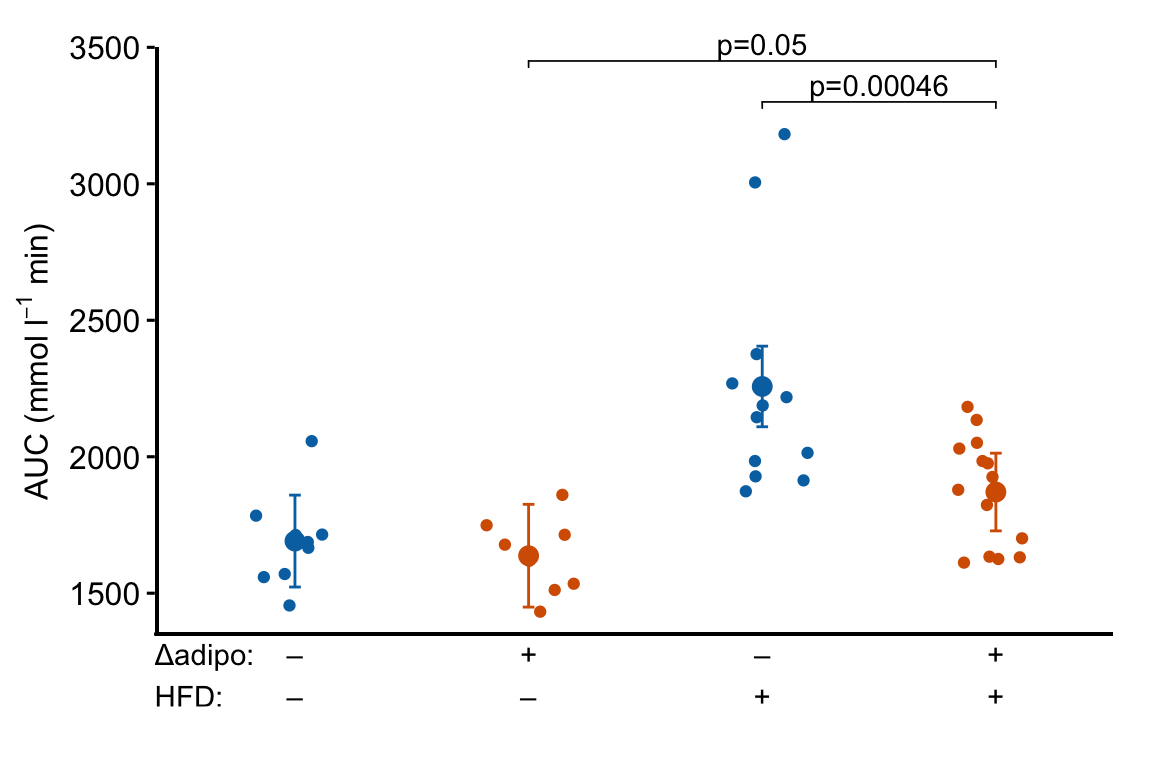 3500
p=0.05
p=0.00046
3000
2500
2000
1500
AUC (mmol l⁻¹ min)
Δadipo: – + – +
HFD: – – + +